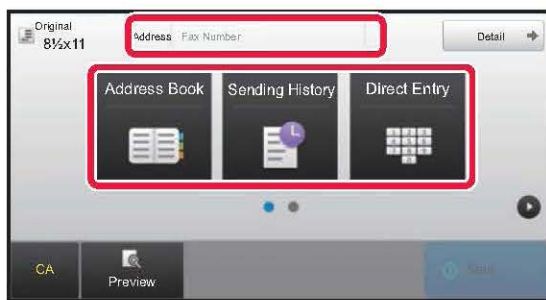 Original
8½x11
Address Fax Number
Detail
Address Book Sending History Direct Entry
CA
Preview
Start